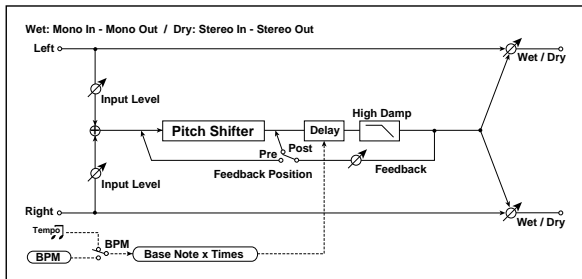 Wet: Mono In - Mono Out / Dry: Stereo In - Stereo Out
Left
Wet / Dry
Input Level
High Damp
Pitch Shifter
Delay
Post
Pre
Feedback Position
Feedback
Input Level
Right
Wet / Dry
Tempo
BPM
BPM
Base Note x Times